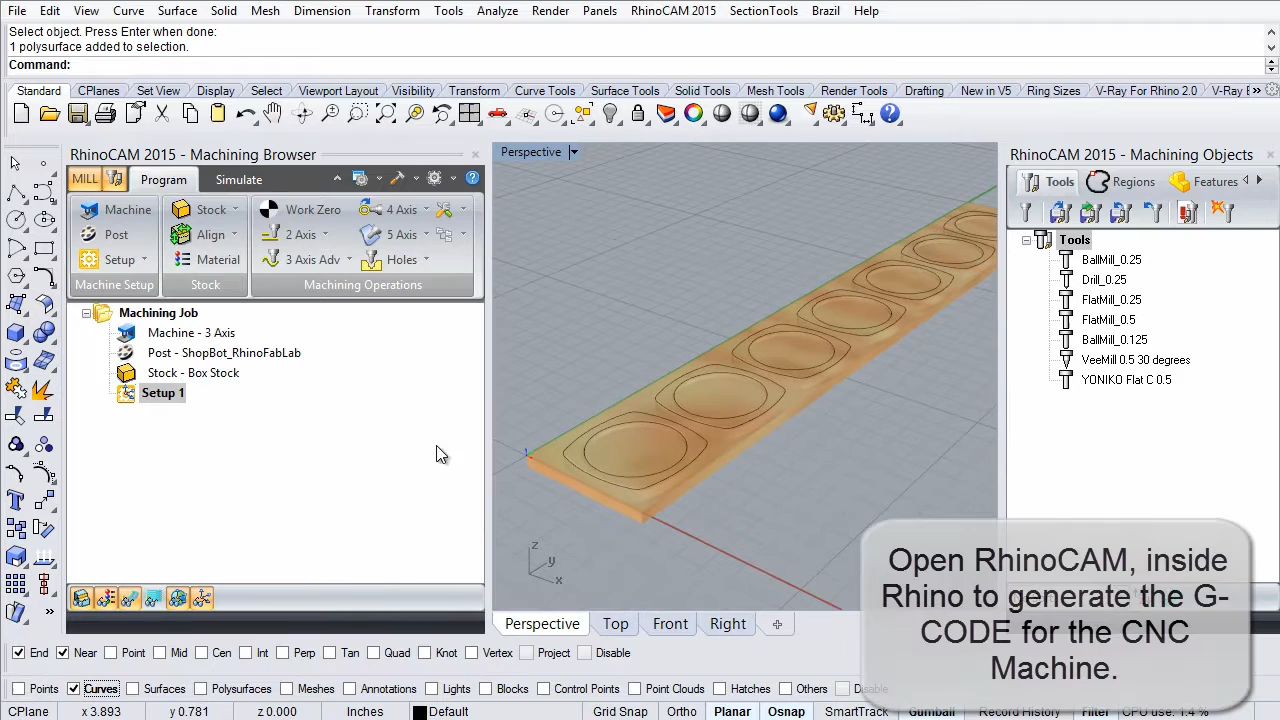 File Edit View Curve Surface Solid Mesh Dimension Transform Tools Analyze Render Panels RhinoCAM 2015 SectionTools Brazil Help
Select object. Press Enter when done:
1 polysurface added to selection.
Command:
Standard CPlanes Set View Display Select Viewport Layout Visibility Transform Curve Tools Surface Tools Solid Tools Mesh Tools Render Tools Drafting New in V5 Ring Sizes V-Ray For Rhino 2.0 V-Ray
RhinoCAM 2015 - Machining Browser
MILL Program Simulate
Machine Stock Work Zero 4 Axis
Post Align 2 Axis 5 Axis
Setup Material 3 Axis Adv Holes
Machine Setup Stock Machining Operations
Machining Job
Machine - 3 Axis
Post - ShopBot_RhinoFabLab
Stock - Box Stock
Setup 1
Perspective
z
y
x
RhinoCAM 2015 - Machining Objects
Tools Regions Features
Tools
BallMill_0.25
Drill_0.25
FlatMill_0.25
FlatMill_0.5
BallMill_0.125
VeeMill 0.5 30 degrees
YONIKO Flat C 0.5
Open RhinoCAM, inside
Rhino to generate the G-
CODE for the CNC
Machine.
Perspective Top Front Right
End Near Point Mid Cen Int Perp Tan Quad Knot Vertex Project Disable
Points Curves Surfaces Polysurfaces Meshes Annotations Lights Blocks Control Points Point Clouds Hatches Others Disable
CPlane x 3.893 y 0.781 z 0.000 Inches Default Grid Snap Ortho Planar Osnap SmartTrack Gumball Record History Filter CPU use: 1.4 %